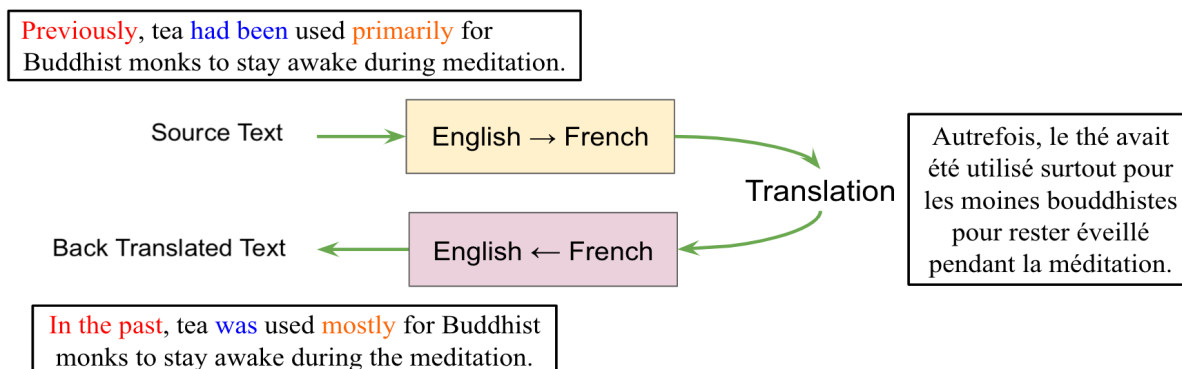 Previously, tea had been used primarily for
Buddhist monks to stay awake during meditation.
Source Text
English → French
Translation
Autrefois, le thé avait
été utilisé surtout pour
les moines bouddhistes
pour rester éveillé
pendant la méditation.
Back Translated Text
English ← French
In the past, tea was used mostly for Buddhist
monks to stay awake during the meditation.